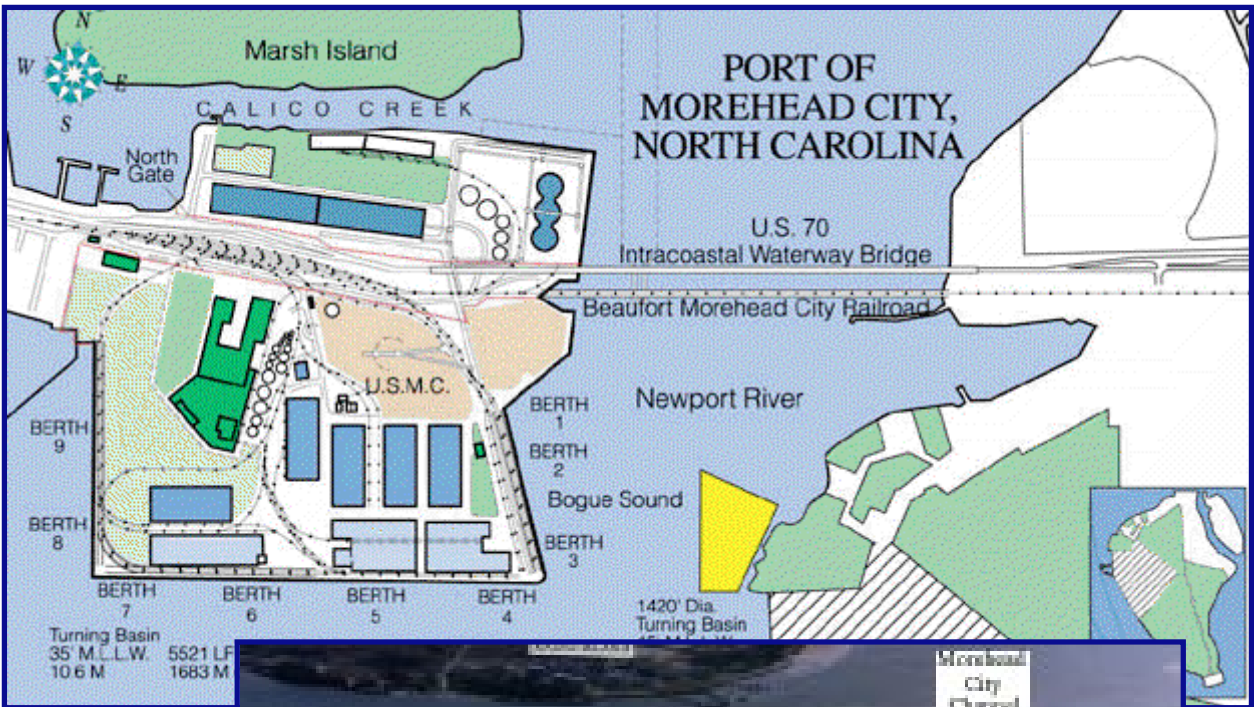 N
W
E
S
Marsh Island
CALICO CREEK
PORT OF
MOREHEAD CITY,
NORTH CAROLINA
North
Gate
U.S. 70
Intracoastal Waterway Bridge
Beaufort Morehead City Railroad
U.S.M.C.
Newport River
BERTH
1
BERTH
2
BERTH
9
Bogue Sound
BERTH
8
BERTH
3
BERTH
7
BERTH
6
BERTH
5
BERTH
4
Turning Basin
35' M.L.L.W. 5521 LF
10.6 M 1683 M
1420' Dia.
Turning Basin
Morehead
City
Channel